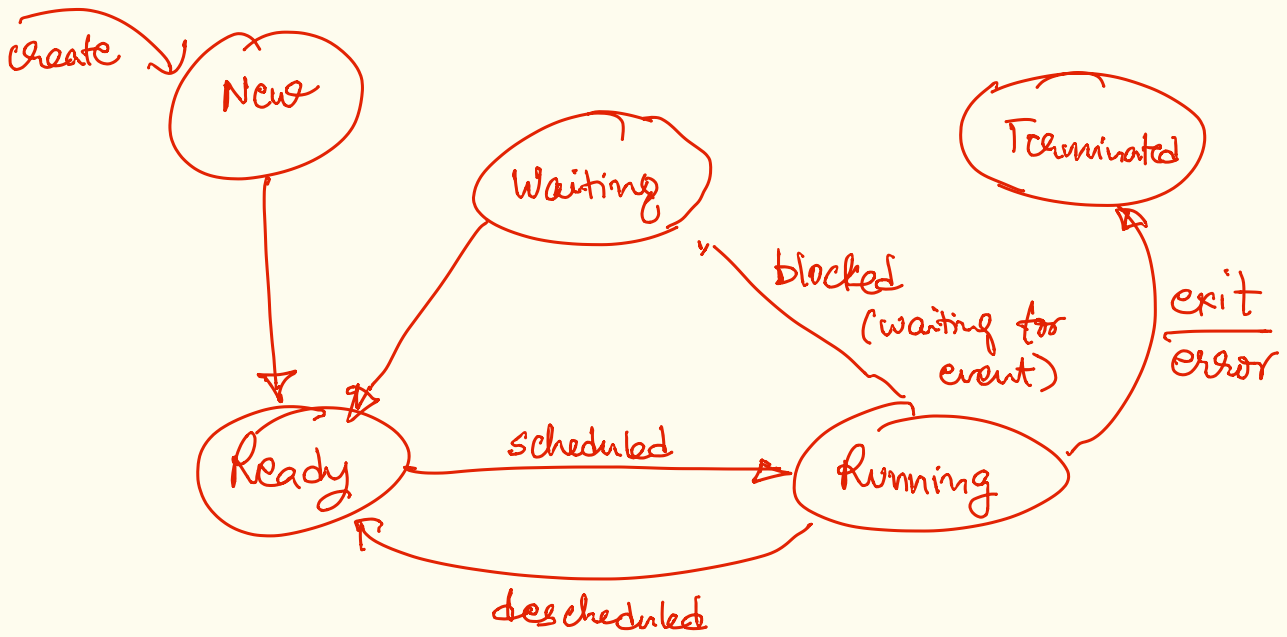 create
New
Terminated
Waiting
blocked
(waiting for
event)
exit
error
scheduled
Ready
Running
descheduled